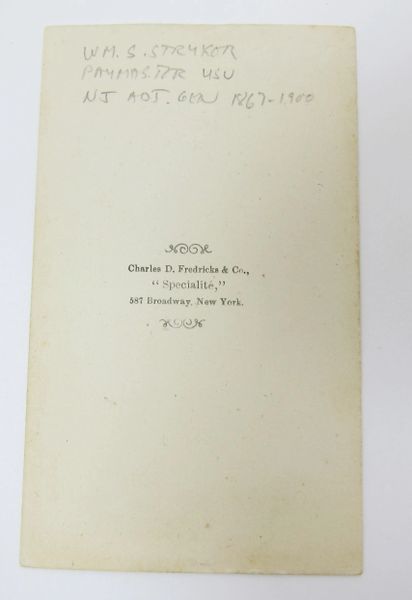 WM. S. STRYKER
PAYMASTER USV
NJ ADJ. GEN 1867-1900
Charles D. Fredricks & Co.,
"Specialité,"
587 Broadway, New York.